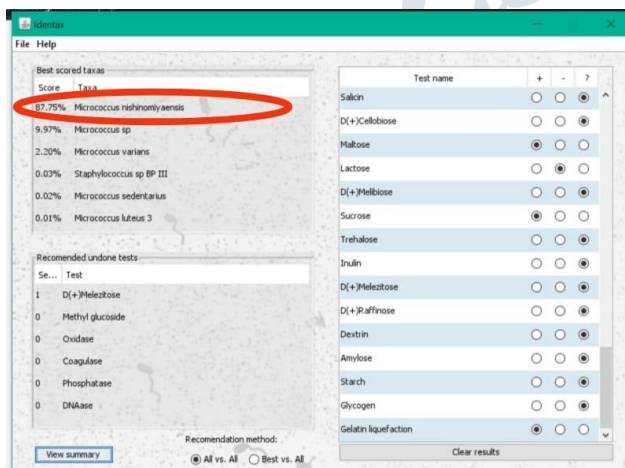 Identax
File Help
Best scored taxas
Score Taxa
87.75% Micrococcus nishinomiyaensis
9.97% Micrococcus sp
2.20% Micrococcus varians
0.03% Staphylococcus sp BP III
0.02% Micrococcus sedentarius
0.01% Micrococcus luteus 3
Recomended undone tests
Se... Test
1 D(+)Melezitose
0 Methyl glucoside
0 Oxidase
0 Coagulase
0 Phosphatase
0 DNAase
View summary
Recomendation method:
All vs. All Best vs. All
Test name + - ?
Salicin
D(+)Cellobiose
Maltose
Lactose
D(+)Melibiose
Sucrose
Trehalose
Inulin
D(+)Melezitose
D(+)Raffinose
Dextrin
Amylose
Starch
Glycogen
Gelatin liquefaction
Clear results